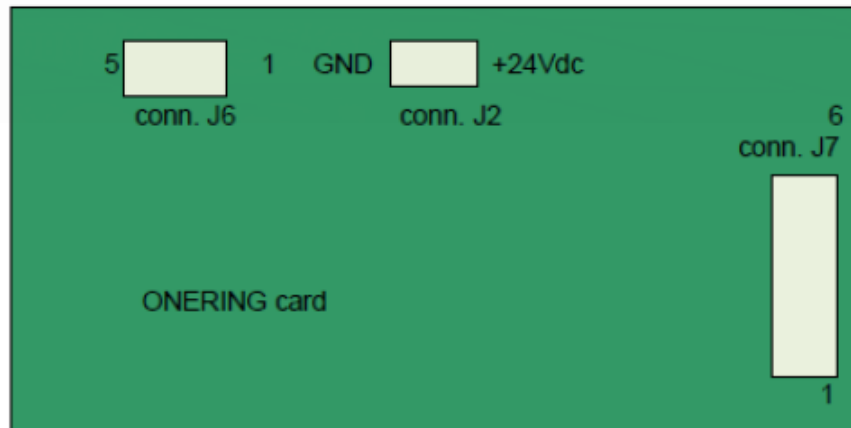 5 1 GND +24Vdc
conn. J6 conn. J2 6
conn. J7
ONERING card
1